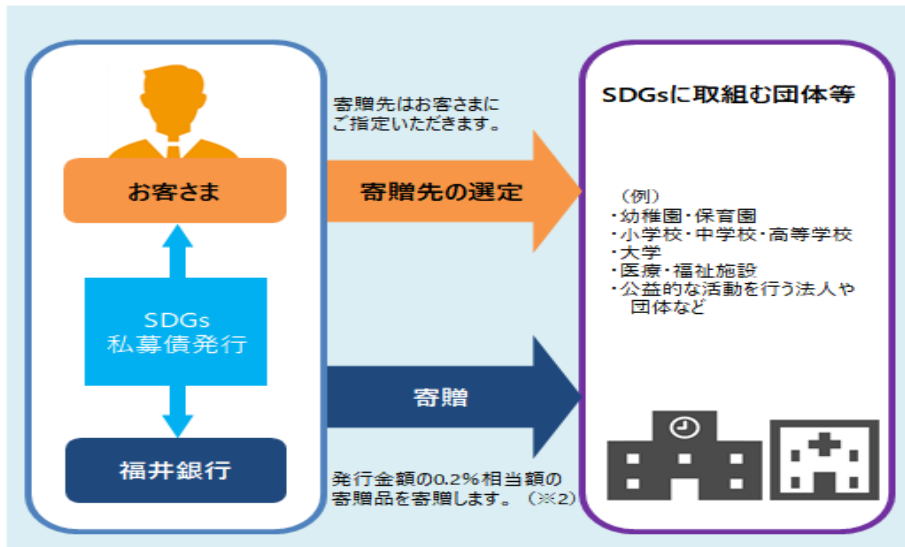 お客さま
SDGs
私募債発行
福井銀行
寄贈先はお客さまに
ご指定いただきます。
寄贈先の選定
寄贈
発行金額の0.2%相当額の
寄贈品を寄贈します。（※2）
SDGsに取組む団体等
（例）
・幼稚園・保育園
・小学校・中学校・高等学校
・大学
・医療・福祉施設
・公益的な活動を行う法人や
団体など